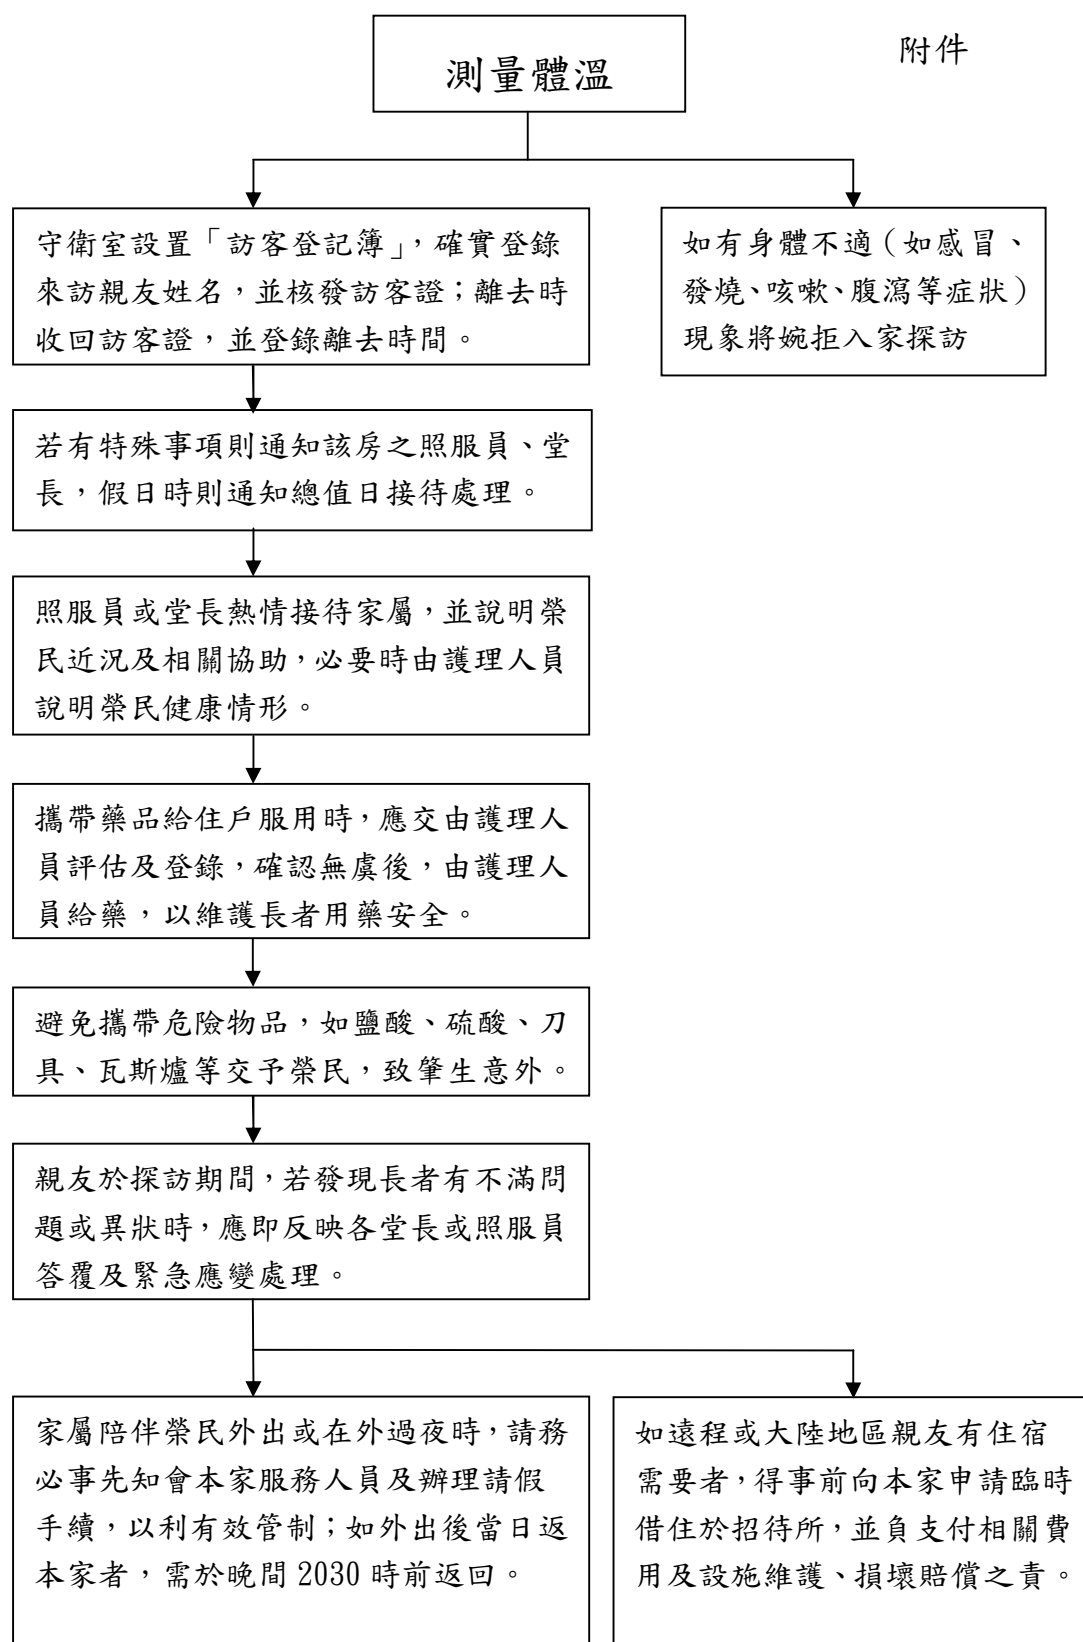 附件
測量體溫
守衛室設置「訪客登記簿」，確實登錄
來訪親友姓名，並核發訪客證；離去時
收回訪客證，並登錄離去時間。
如有身體不適（如感冒、
發燒、咳嗽、腹瀉等症狀）
現象將婉拒入家探訪
若有特殊事項則通知該房之照服員、堂
長，假日時則通知總值日接待處理。
照服員或堂長熱情接待家屬，並說明榮
民近況及相關協助，必要時由護理人員
說明榮民健康情形。
攜帶藥品給住戶服用時，應交由護理人
員評估及登錄，確認無虞後，由護理人
員給藥，以維護長者用藥安全。
避免攜帶危險物品，如鹽酸、硫酸、刀
具、瓦斯爐等交予榮民，致肇生意外。
親友於探訪期間，若發現長者有不滿問
題或異狀時，應即反映各堂長或照服員
答覆及緊急應變處理。
家屬陪伴榮民外出或在外過夜時，請務
必事先知會本家服務人員及辦理請假
手續，以利有效管制；如外出後當日返
本家者，需於晚間 2030 時前返回。
如遠程或大陸地區親友有住宿
需要者，得事前向本家申請臨時
借住於招待所，並負支付相關費
用及設施維護、損壞賠償之責。